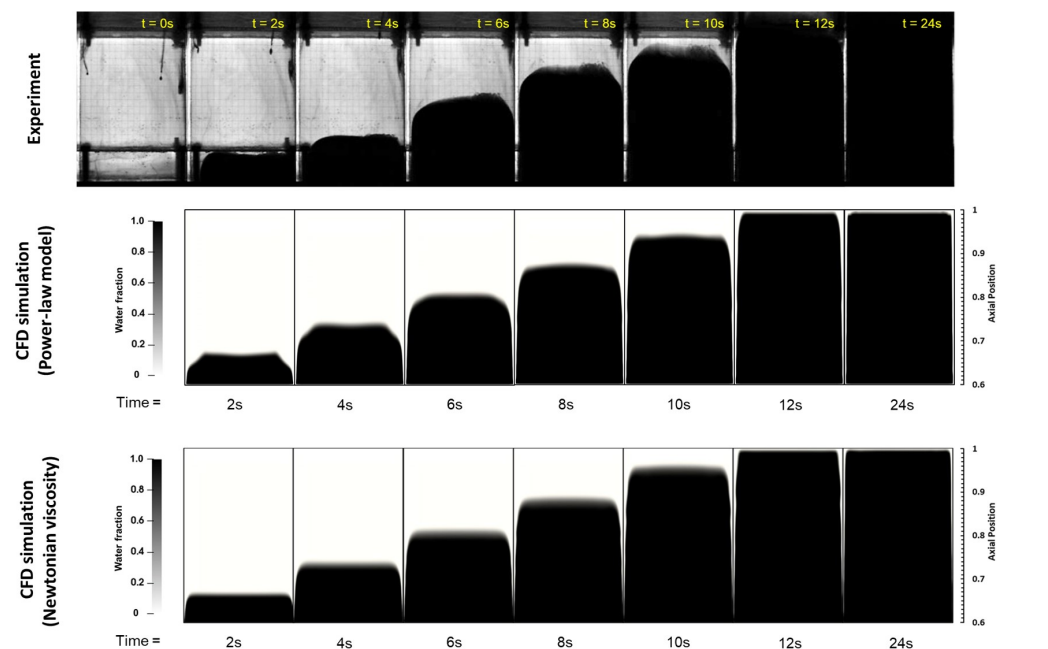 Experiment
t = 0s
t = 2s
t = 4s
t = 6s
t = 8s
t = 10s
t = 12s
t = 24s
CFD simulation
(Power-law model)
Water fraction
1.0
0.8
0.6
0.4
0.2
0
1
0.9
0.8
0.7
0.6
Axial Position
Time =
2s
4s
6s
8s
10s
12s
24s
CFD simulation
(Newtonian viscosity)
Water fraction
1.0
0.8
0.6
0.4
0.2
0
1
0.9
0.8
0.7
0.6
Axial Position
Time =
2s
4s
6s
8s
10s
12s
24s